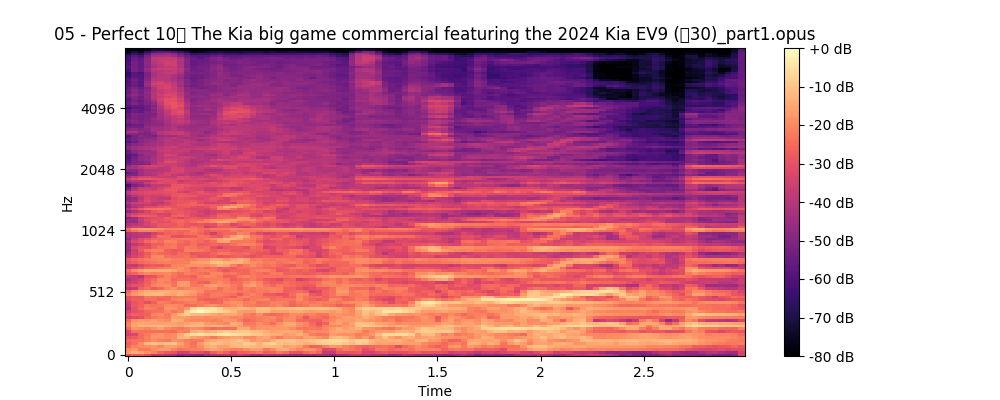 05 - Perfect 10▯ The Kia big game commercial featuring the 2024 Kia EV9 (▯30)_part1.opus
+0 dB
4096
-10 dB
-20 dB
2048
-30 dB
Hz
-40 dB
1024
-50 dB
512
-60 dB
-70 dB
0
-80 dB
0 0.5 1 1.5 2 2.5
Time